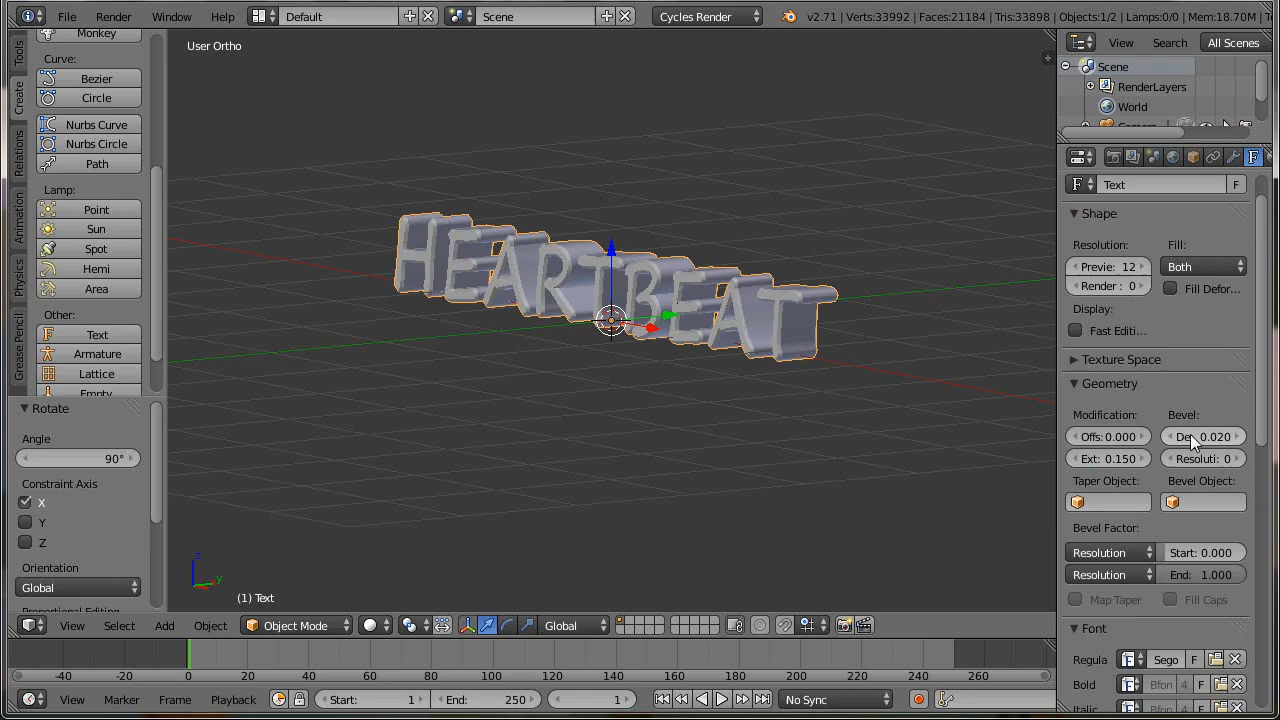 File Render Window Help Default Scene Cycles Render v2.71 | Verts:33992 | Faces:21184 | Tris:33898 | Objects:1/2 | Lamps:0/0 | Mem:18.70M
User Ortho
View Search All Scenes
Scene
RenderLayers
World
Tools
Create
Relations
Animation
Physics
Grease Pencil
Monkey
Curve:
Bezier
Circle
Nurbs Curve
Nurbs Circle
Path
Lamp:
Point
Sun
Spot
Hemi
Area
Other:
Text
Armature
Lattice
Empty
Rotate
Angle
90°
Constraint Axis
X
Y
Z
Orientation
Global
HEARTBEAT
z
y
(1) Text
F Text F
Shape
Resolution: Fill:
Previe: 12 Both
Render: 0 Fill Defor...
Display:
Fast Editi...
Texture Space
Geometry
Modification: Bevel:
Offs: 0.000 De 0.020
Ext: 0.150 Resoluti: 0
Taper Object: Bevel Object:
Bevel Factor:
Resolution Start: 0.000
Resolution End: 1.000
Map Taper Fill Caps
Font
Regula Sego F
Bold Bfon 4 F
View Select Add Object Object Mode Global
-40 -20 0 20 40 60 80 100 120 140 160 180 200 220 240 260
View Marker Frame Playback Start: 1 End: 250 1 No Sync